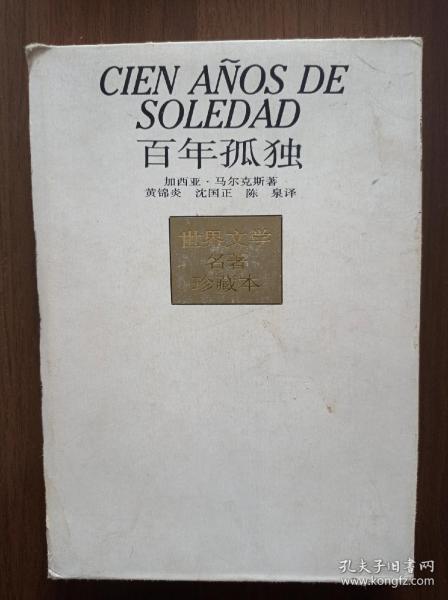 CIEN AÑOS DE
SOLEDAD
百年孤独
加西亚·马尔克斯著
黄锦炎 沈国正 陈 泉译
世界文学
名著
珍藏本
孔夫子旧书网
www.kongfz.com